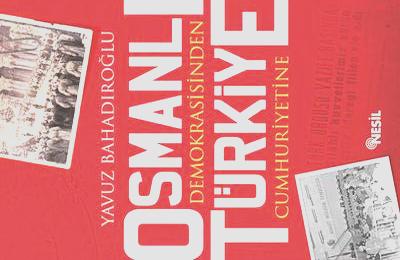 YAVUZ BAHADIROĞLU
OSMANLI
DEMOKRASİSİNDEN
TÜRKİYE
CUMHURİYETİNE
NESİL